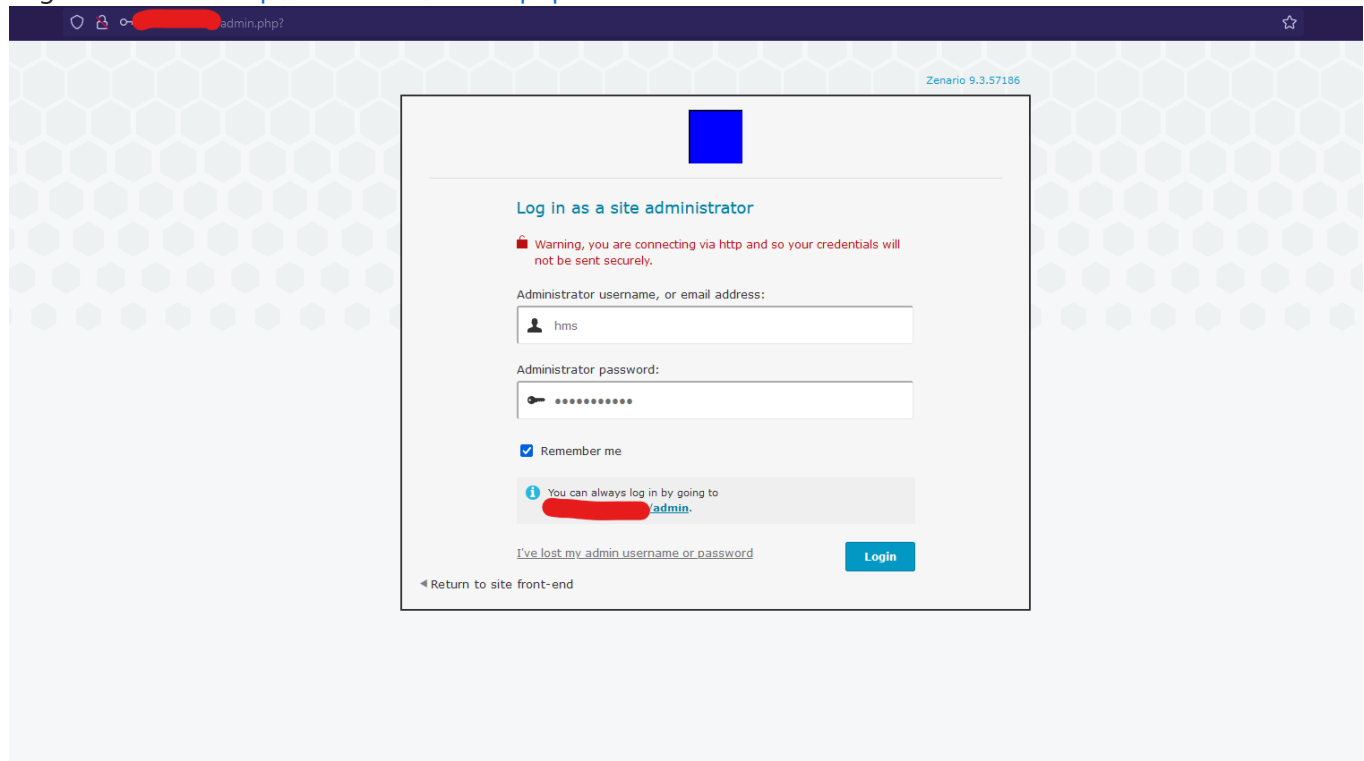 admin.php?
Zenario 9.3.57186
Log in as a site administrator
Warning, you are connecting via http and so your credentials will
not be sent securely.
Administrator username, or email address:
hms
Administrator password:
•••••••••••
Remember me
You can always log in by going to
/admin.
I've lost my admin username or password
Login
Return to site front-end